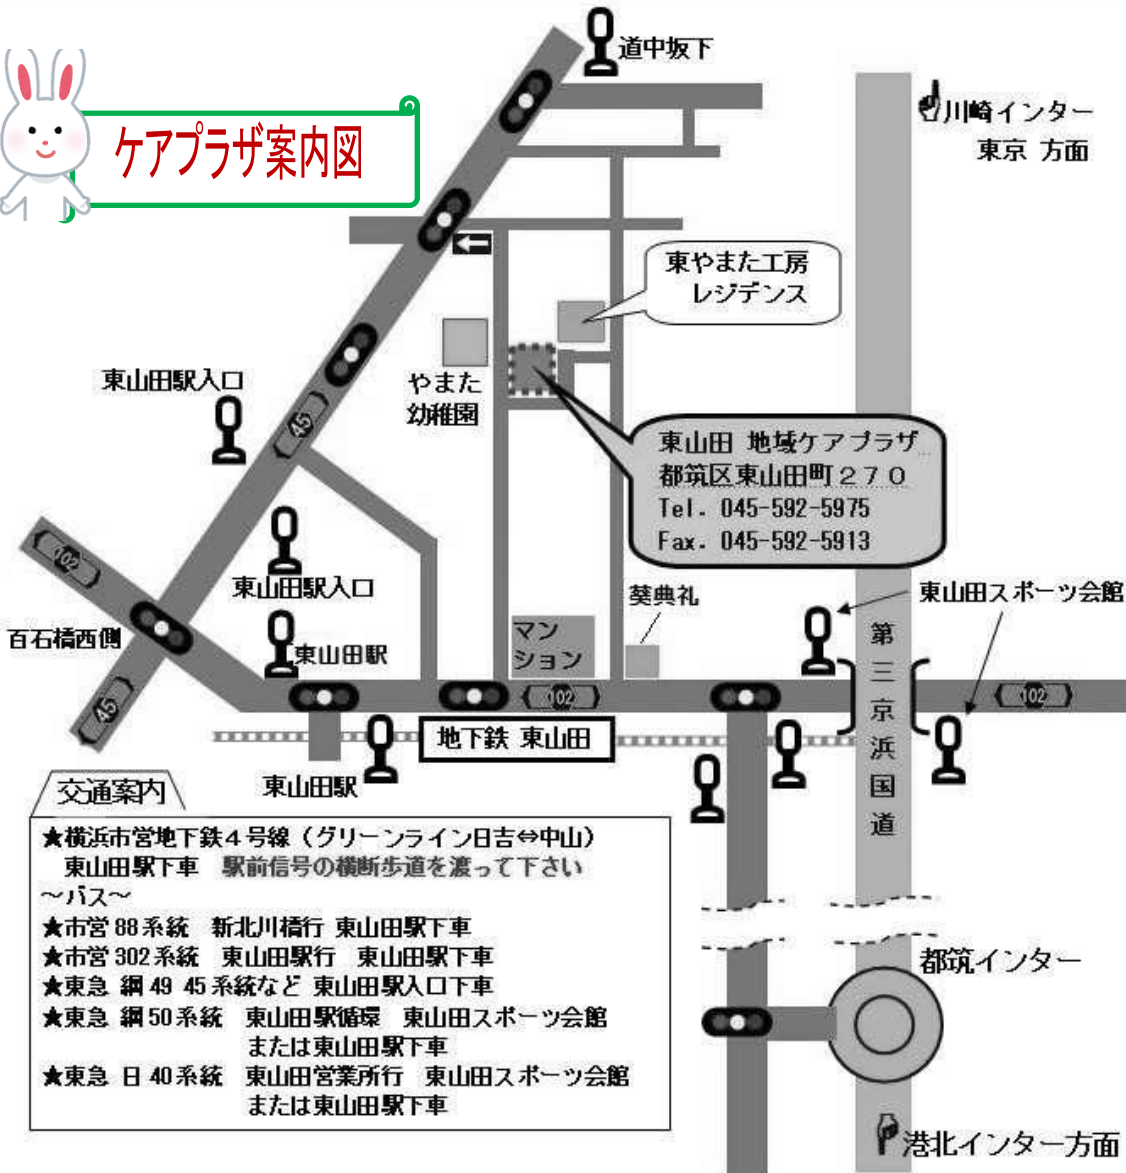 道中坂下
川崎インター
東京 方面
ケアプラザ案内図
東やまた工房
レジデンス
東山田駅入口
やまた
幼稚園
45
東山田 地域ケアプラザ
都筑区東山田町270
Tel. 045-592-5975
Fax. 045-592-5913
102
東山田駅入口
葵典礼
東山田スポーツ会館
百石橋西側
東山田駅
マン
ション
第三京浜国道
45
102
102
地下鉄 東山田
東山田駅
交通案内
★横浜市営地下鉄4号線（グリーンライン日吉⇔中山）
東山田駅下車 駅前信号の横断歩道を渡って下さい
～バス～
★市営88系統 新北川橋行 東山田駅下車
★市営302系統 東山田駅行 東山田駅下車
★東急 綱49 45系統など 東山田駅入口下車
★東急 綱50系統 東山田駅循環 東山田スポーツ会館
または東山田駅下車
★東急 日40系統 東山田営業所行 東山田スポーツ会館
または東山田駅下車
都筑インター
港北インター方面